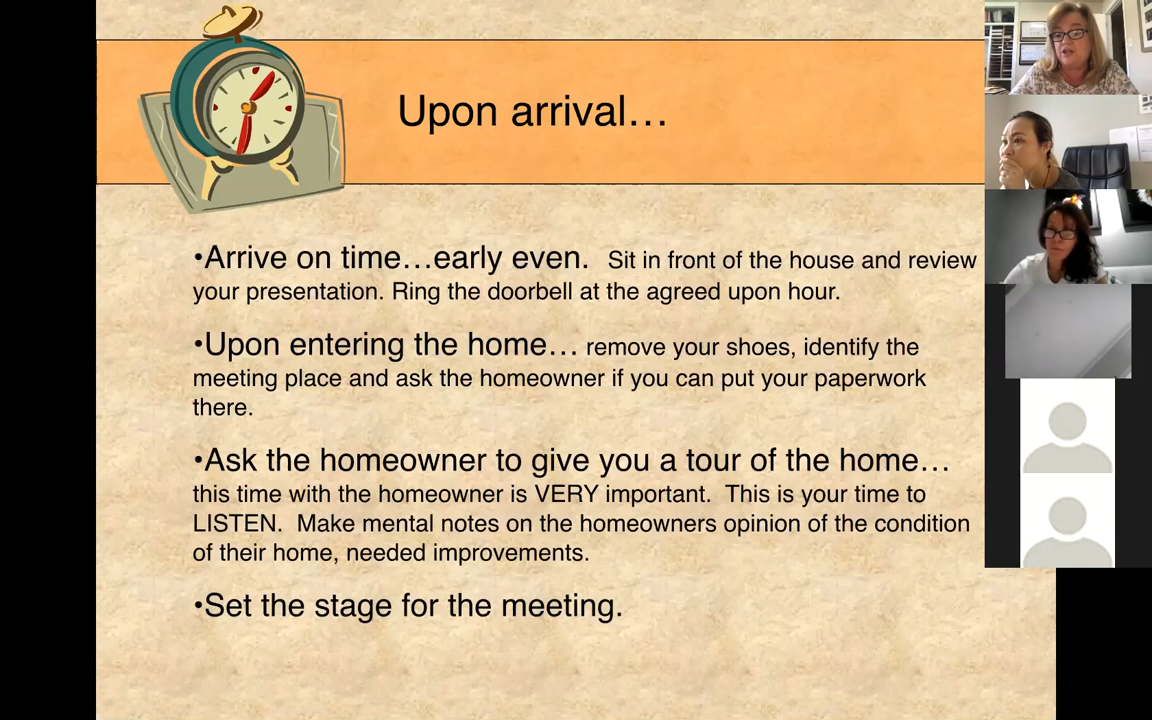 Upon arrival…
•Arrive on time…early even. Sit in front of the house and review
your presentation. Ring the doorbell at the agreed upon hour.
•Upon entering the home… remove your shoes, identify the
meeting place and ask the homeowner if you can put your paperwork
there.
•Ask the homeowner to give you a tour of the home…
this time with the homeowner is VERY important. This is your time to
LISTEN. Make mental notes on the homeowners opinion of the condition
of their home, needed improvements.
•Set the stage for the meeting.